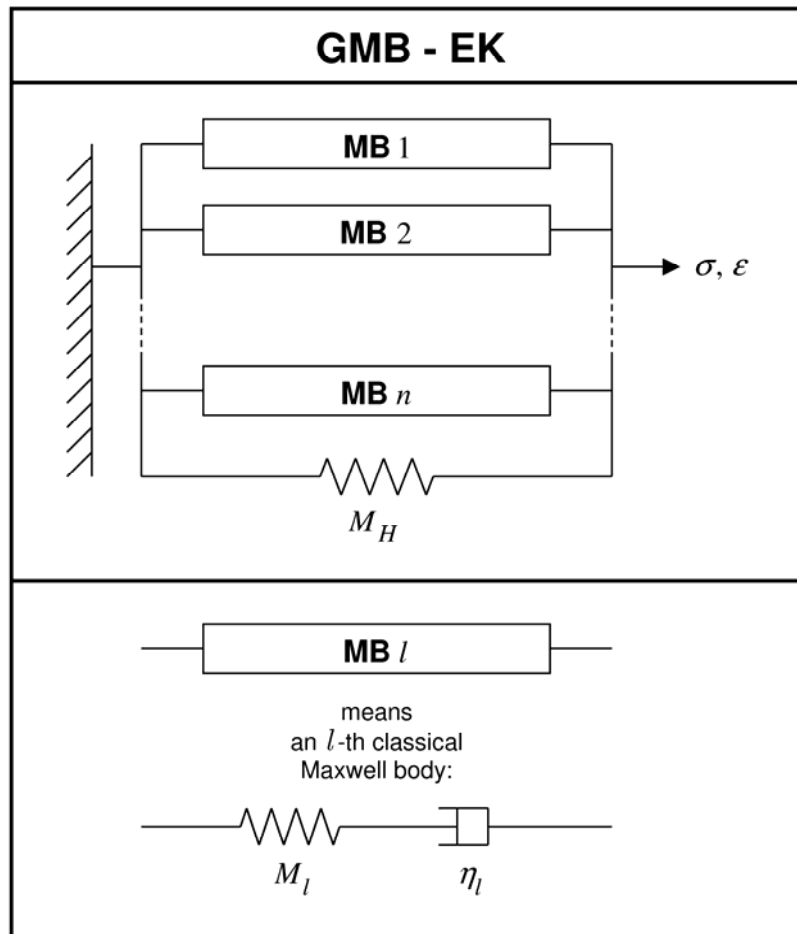 GMB - EK
MB 1
MB 2
σ, ε
MB n
M_H
MB l
means
an l-th classical
Maxwell body:
M_l
η_l